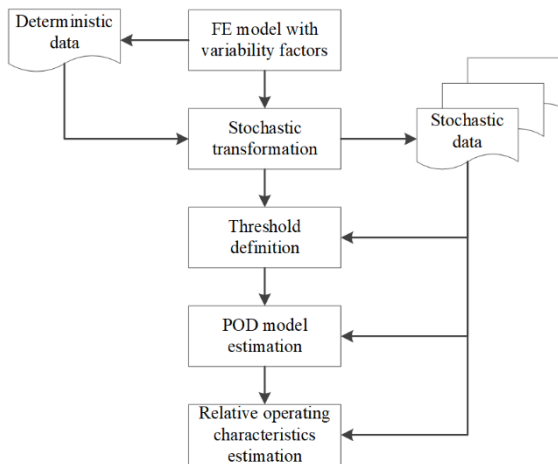 Deterministic
data
FE model with
variability factors
Stochastic
transformation
Stochastic
data
Threshold
definition
POD model
estimation
Relative operating
characteristics
estimation